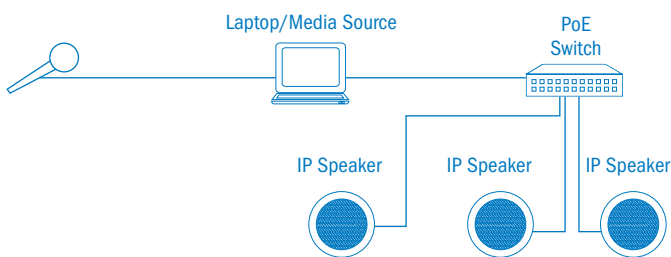 Laptop/Media Source
PoE
Switch
IP Speaker
IP Speaker
IP Speaker